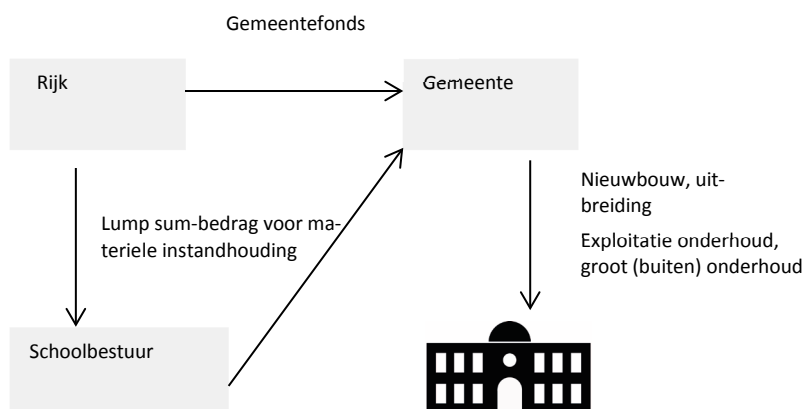 Gemeentefonds
Rijk
Gemeente
Nieuwbouw, uit-
breiding
Lump sum-bedrag voor ma-
teriele instandhouding
Exploitatie onderhoud,
groot (buiten) onderhoud
Schoolbestuur